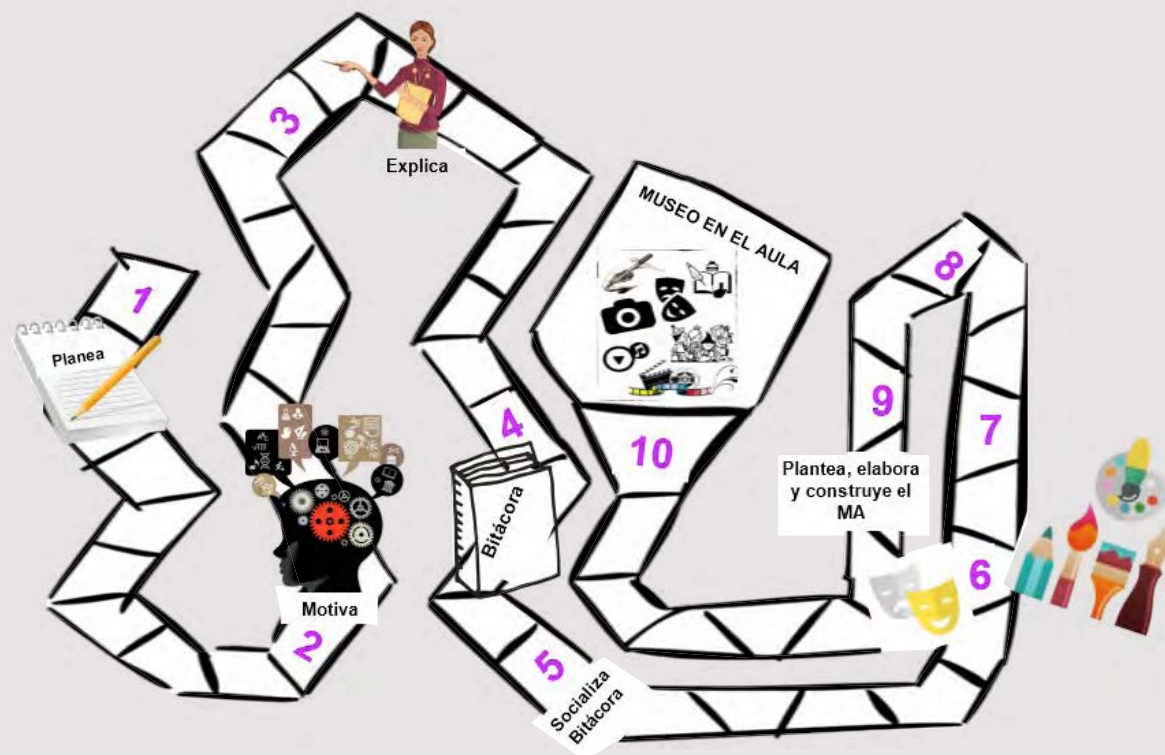 1
Planea
Motiva
2
3
Explica
4
Bitácora
5
Socializa
Bitácora
6
7
8
9
Plantea, elabora
y construye el
MA
10
MUSEO EN EL AULA